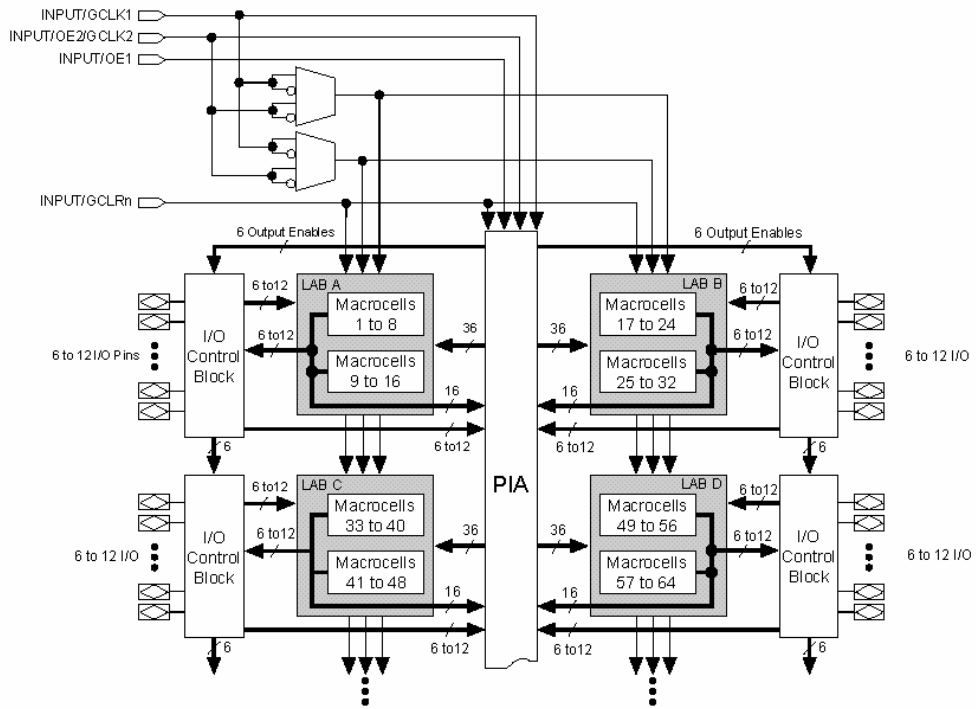 INPUT/GCLK1
INPUT/OE2/GCLK2
INPUT/OE1
INPUT/GCLRn
6 Output Enables
6 Output Enables
6 to12
LAB A
Macrocells
1 to 8
6 to12
Macrocells
9 to 16
I/O
Control
Block
6 to 12 I/O Pins
36
16
6 to12
6
36
16
6 to12
LAB B
Macrocells
17 to 24
Macrocells
25 to 32
6 to12
6 to12
I/O
Control
Block
6 to 12 I/O
6
PIA
6 to12
LAB C
Macrocells
33 to 40
6 to12
Macrocells
41 to 48
I/O
Control
Block
6 to 12 I/O
36
16
6 to12
6
36
16
6 to12
LAB D
Macrocells
49 to 56
Macrocells
57 to 64
6 to12
6 to12
I/O
Control
Block
6 to 12 I/O
6